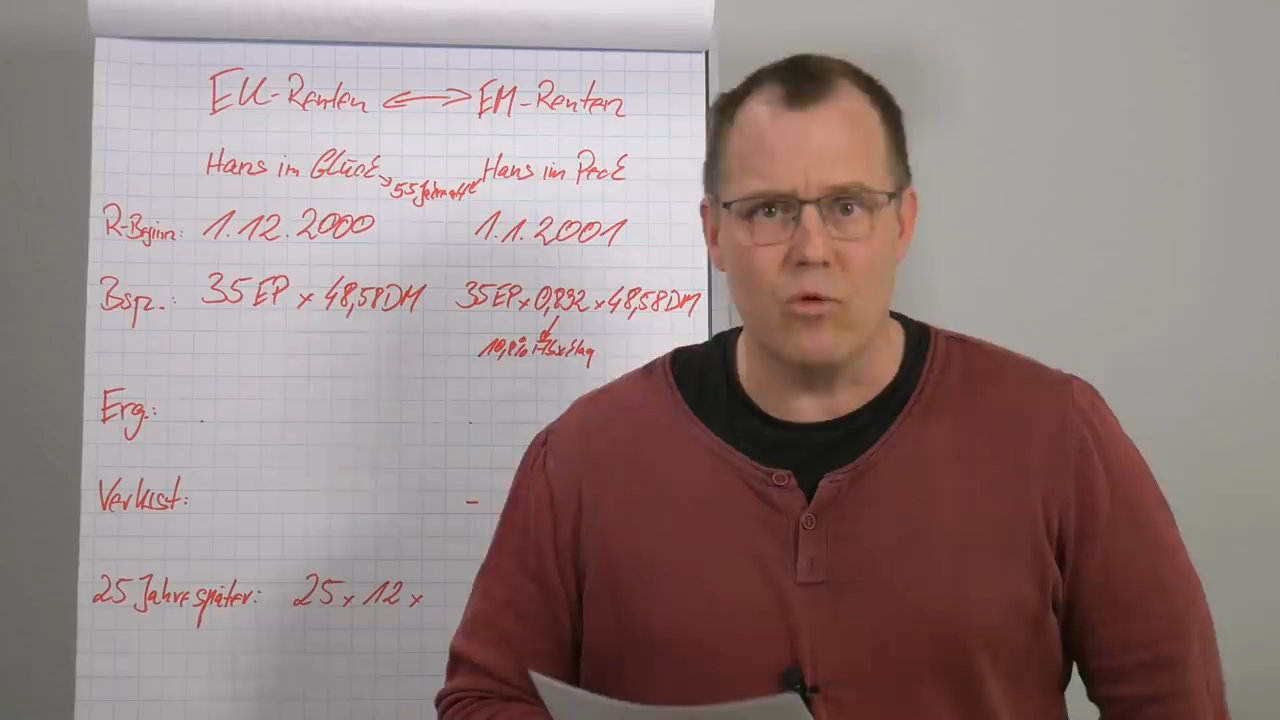 EU-Renten ↔ EM-Renten
Hans im Glück Hans im Pech
55 Jahre alt
R-Beginn: 1.12.2000 1.1.2001
Bsp.: 35 EP x 48,58 DM 35 EP x 0,892 x 48,58 DM
10,8% Abschlag
Erg.:
Verlust: -
25 Jahre später: 25 x 12 x